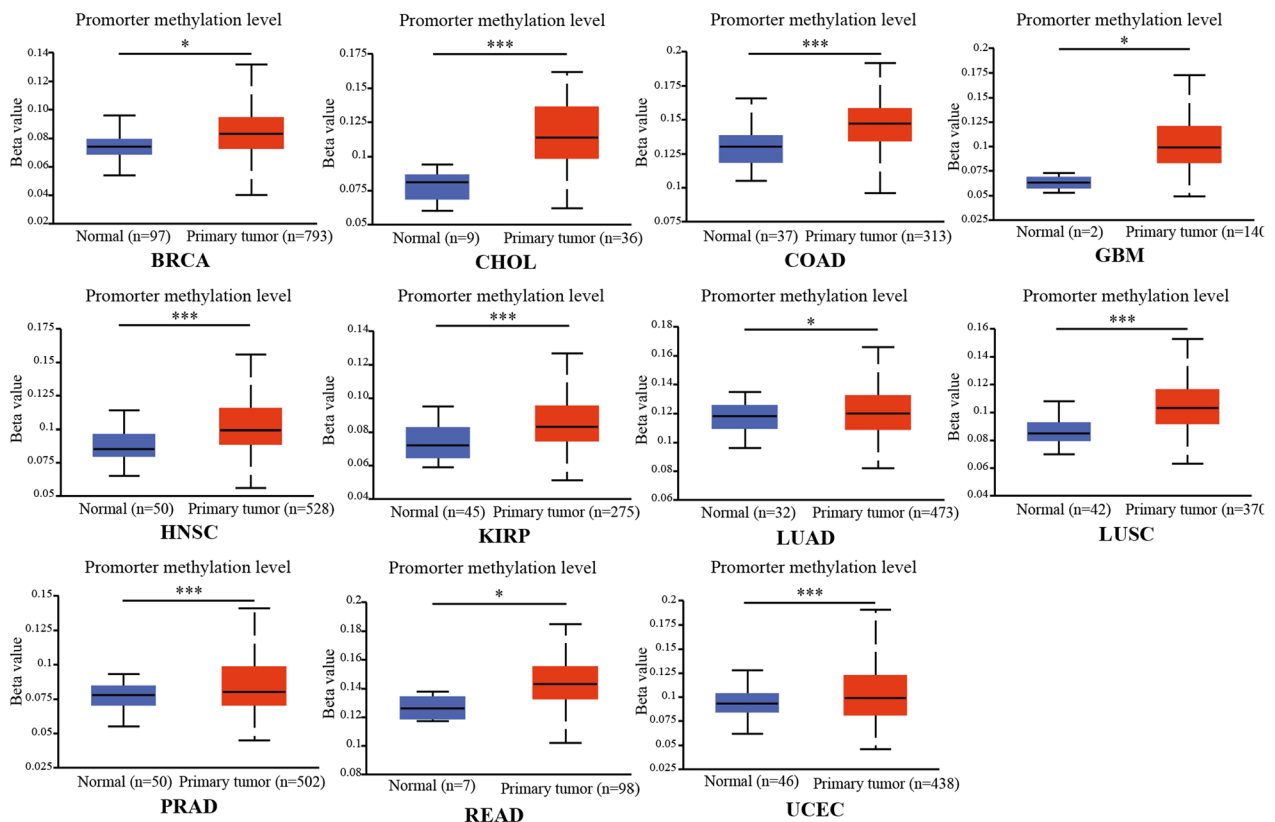 Promorter methylation level
*
Beta value
0.14
0.12
0.10
0.08
0.06
0.04
0.02
Normal (n=97) Primary tumor (n=793)
BRCA
Promorter methylation level
***
Beta value
0.175
0.15
0.125
0.1
0.075
0.05
Normal (n=9) Primary tumor (n=36)
CHOL
Promorter methylation level
***
Beta value
0.2
0.175
0.15
0.125
0.1
0.075
Normal (n=37) Primary tumor (n=313)
COAD
Promorter methylation level
*
Beta value
0.2
0.175
0.15
0.125
0.1
0.075
0.05
0.025
Normal (n=2) Primary tumor (n=140
GBM
Promorter methylation level
***
Beta value
0.175
0.15
0.125
0.1
0.075
0.05
Normal (n=50) Primary tumor (n=528)
HNSC
Promorter methylation level
***
Beta value
0.14
0.12
0.10
0.08
0.06
0.04
Normal (n=45) Primary tumor (n=275)
KIRP
Promorter methylation level
*
Beta value
0.18
0.16
0.14
0.12
0.1
0.08
0.06
Normal (n=32) Primary tumor (n=473)
LUAD
Promorter methylation level
***
Beta value
0.16
0.14
0.12
0.1
0.08
0.06
0.04
Normal (n=42) Primary tumor (n=370
LUSC
Promorter methylation level
***
Beta value
0.15
0.125
0.1
0.075
0.05
0.025
Normal (n=50) Primary tumor (n=502)
PRAD
Promorter methylation level
*
Beta value
0.2
0.18
0.16
0.14
0.12
0.1
0.08
Normal (n=7) Primary tumor (n=98)
READ
Promorter methylation level
***
Beta value
0.2
0.175
0.15
0.125
0.1
0.075
0.05
0.025
Normal (n=46) Primary tumor (n=438)
UCEC